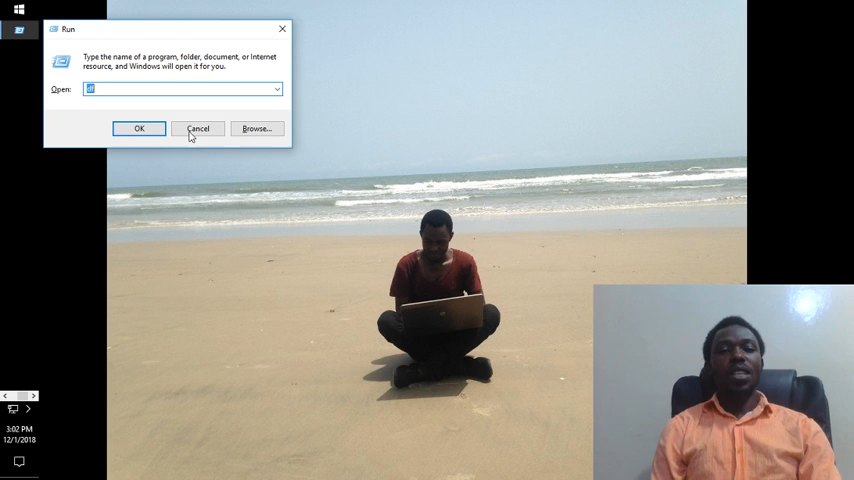 Run
Type the name of a program, folder, document, or Internet
resource, and Windows will open it for you.
Open:
df
OK
Cancel
Browse...
3:02 PM
12/1/2018